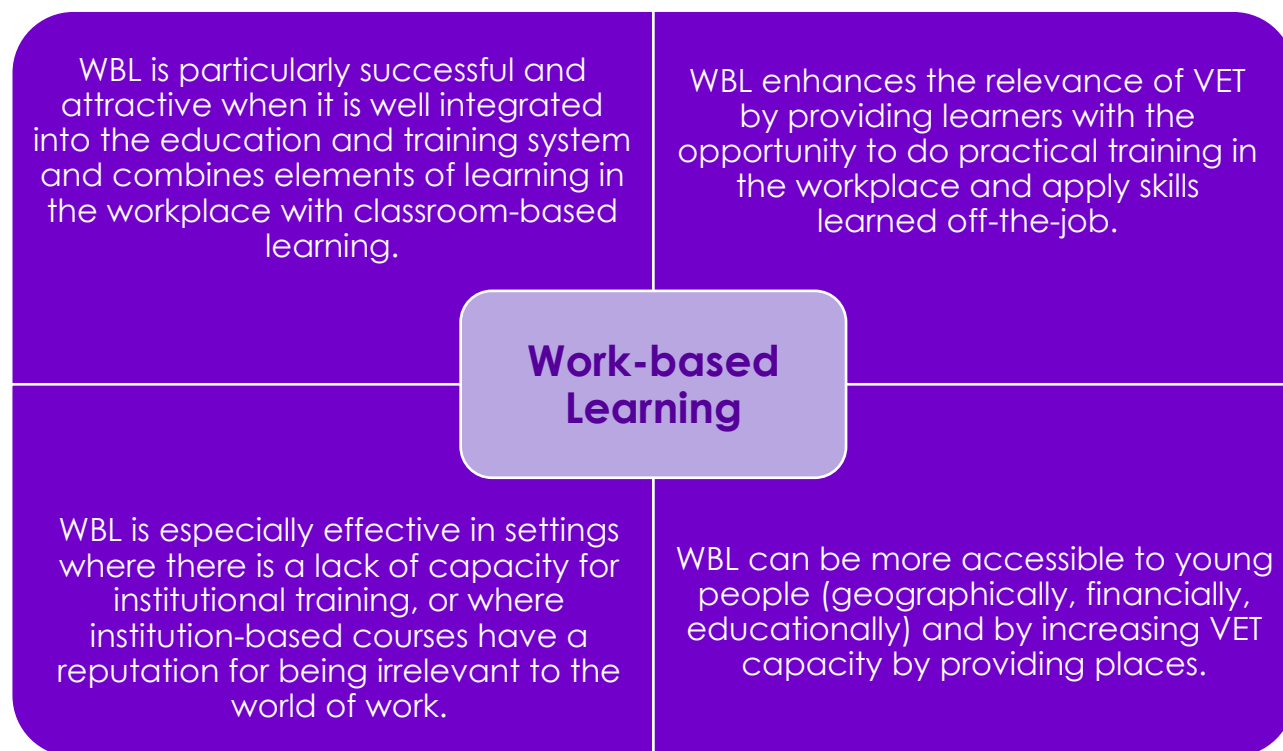 WBL is particularly successful and
attractive when it is well integrated
into the education and training system
and combines elements of learning in
the workplace with classroom-based
learning.
WBL enhances the relevance of VET
by providing learners with the
opportunity to do practical training in
the workplace and apply skills
learned off-the-job.
Work-based
Learning
WBL is especially effective in settings
where there is a lack of capacity for
institutional training, or where
institution-based courses have a
reputation for being irrelevant to the
world of work.
WBL can be more accessible to young
people (geographically, financially,
educationally) and by increasing VET
capacity by providing places.